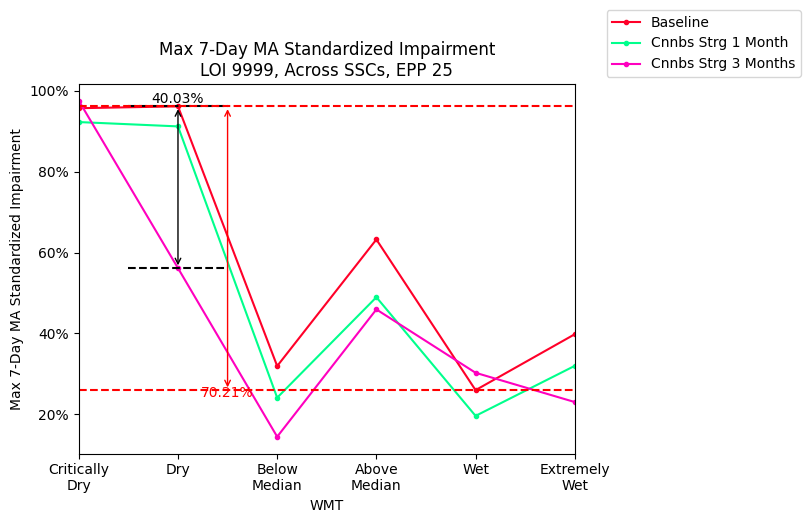 Baseline
Cnnbs Strg 1 Month
Cnnbs Strg 3 Months
Max 7-Day MA Standardized Impairment
LOI 9999, Across SSCs, EPP 25
100%
80%
60%
40%
20%
Max 7-Day MA Standardized Impairment
40.03%
70.21%
Critically
Dry
Dry
Below
Median
Above
Median
Wet
Extremely
Wet
WMT